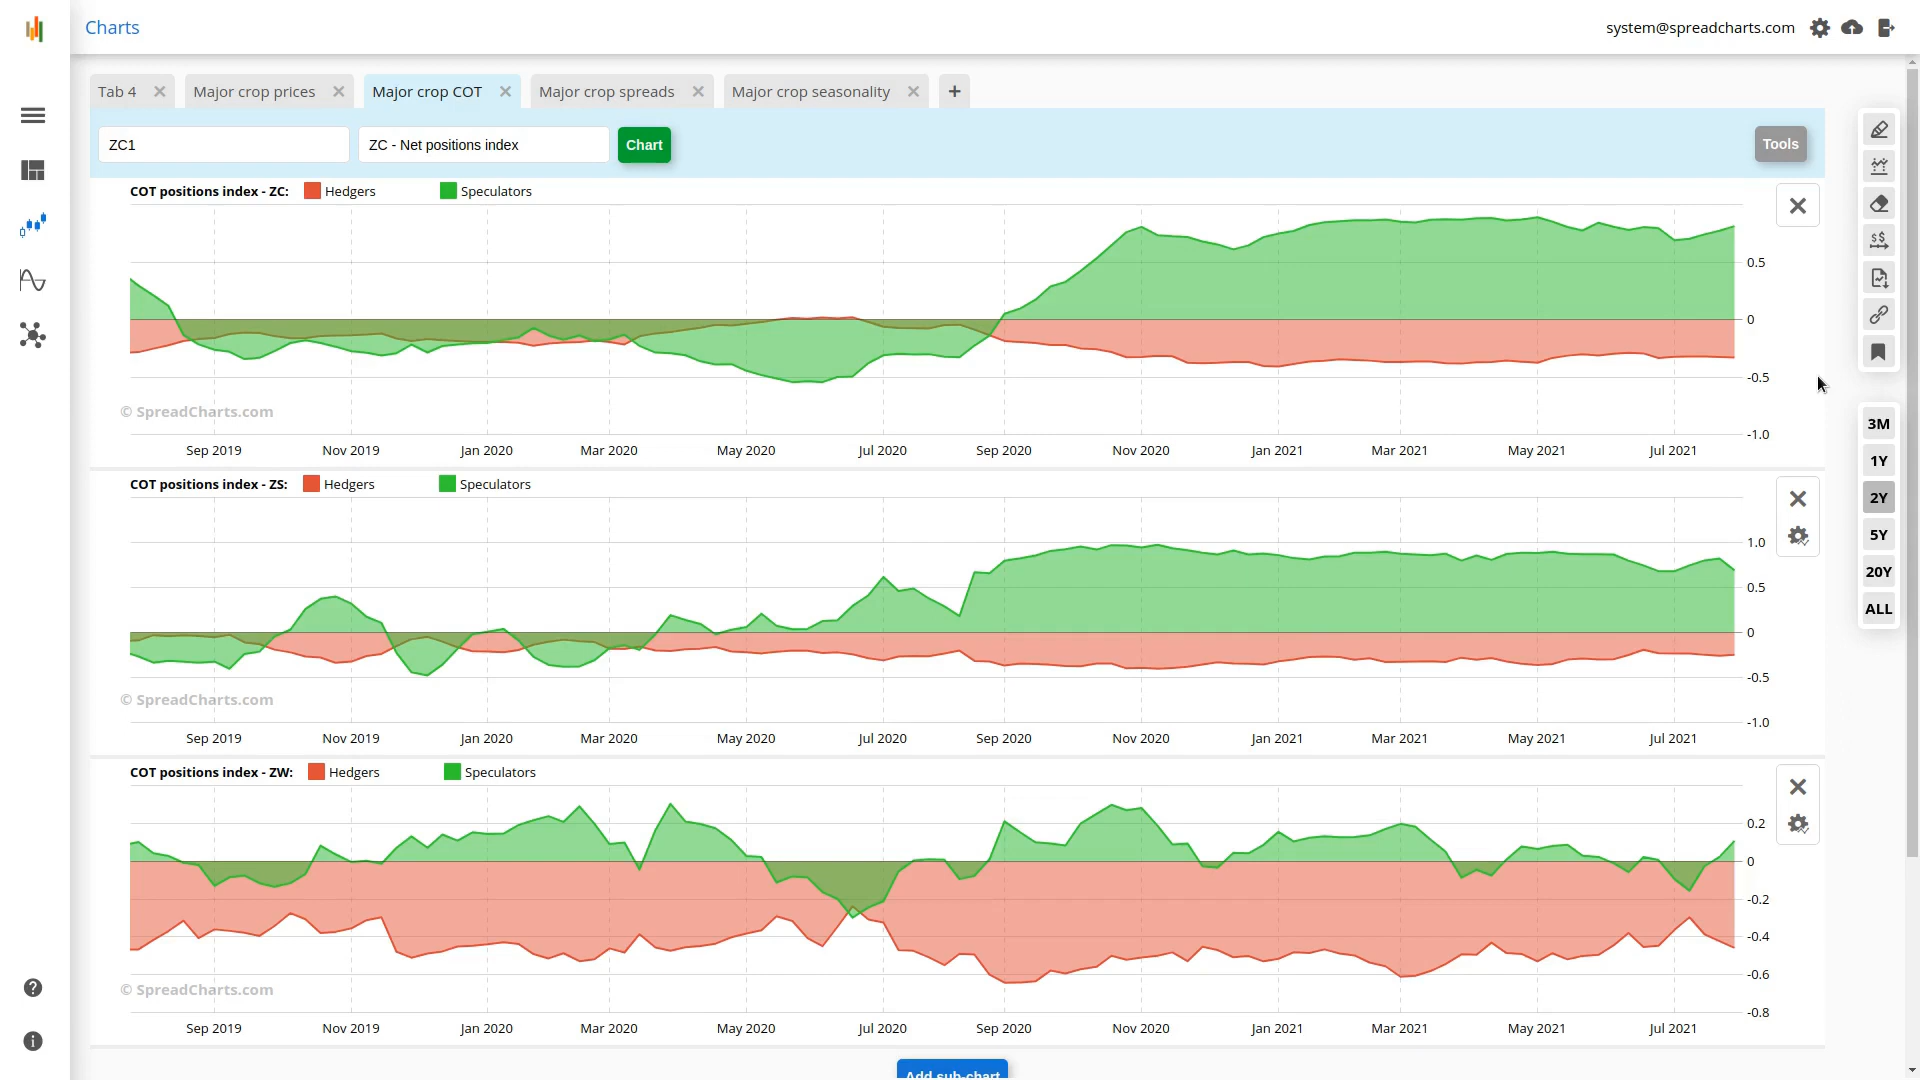 Charts
system@spreadcharts.com
Tab 4 Major crop prices Major crop COT Major crop spreads Major crop seasonality +
ZC1 ZC - Net positions index Chart Tools
COT positions index - ZC: Hedgers Speculators
0.5
0
-0.5
© SpreadCharts.com
-1.0
Sep 2019 Nov 2019 Jan 2020 Mar 2020 May 2020 Jul 2020 Sep 2020 Nov 2020 Jan 2021 Mar 2021 May 2021 Jul 2021
COT positions index - ZS: Hedgers Speculators
1.0
0.5
0
-0.5
© SpreadCharts.com
-1.0
Sep 2019 Nov 2019 Jan 2020 Mar 2020 May 2020 Jul 2020 Sep 2020 Nov 2020 Jan 2021 Mar 2021 May 2021 Jul 2021
COT positions index - ZW: Hedgers Speculators
0.2
0
-0.2
-0.4
-0.6
© SpreadCharts.com
-0.8
Sep 2019 Nov 2019 Jan 2020 Mar 2020 May 2020 Jul 2020 Sep 2020 Nov 2020 Jan 2021 Mar 2021 May 2021 Jul 2021
Add sub-chart
$$
3M
1Y
2Y
5Y
20Y
ALL